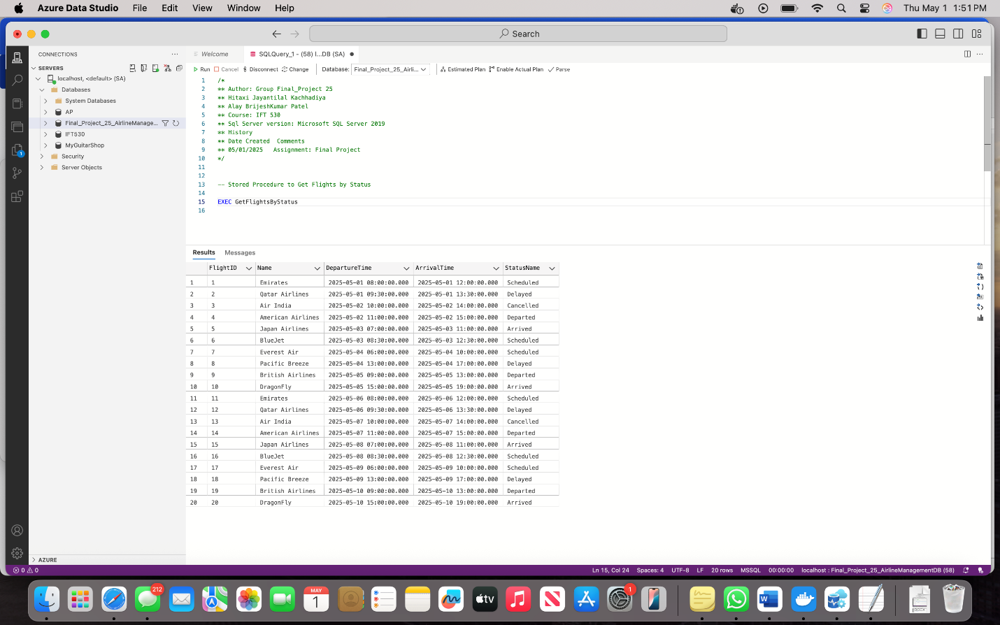 Azure Data Studio File Edit View Window Help Thu May 1 1:51 PM
Search
CONNECTIONS
SERVERS
localhost, <default> (SA)
Databases
System Databases
AP
Final_Project_25_AirlineManage...
IFT530
MyGuitarShop
Security
Server Objects
AZURE
Welcome SQLQuery_1 - (58) l...DB (SA)
Run Cancel Disconnect Change Database: Final_Project_25_Airli... Estimated Plan Enable Actual Plan Parse
1 /*
2 ** Author: Group Final_Project 25
3 ** Hitaxi Jayantilal Kachhadiya
4 ** Alay BrijeshKumar Patel
5 ** Course: IFT 530
6 ** Sql Server version: Microsoft SQL Server 2019
7 ** History
8 ** Date Created Comments
9 ** 05/01/2025 Assignment: Final Project
10 */
11
12
13 -- Stored Procedure to Get Flights by Status
14
15 EXEC GetFlightsByStatus
16
Results Messages
FlightID Name DepartureTime ArrivalTime StatusName
1 1 Emirates 2025-05-01 08:00:00.000 2025-05-01 12:00:00.000 Scheduled
2 2 Qatar Airlines 2025-05-01 09:30:00.000 2025-05-01 13:30:00.000 Delayed
3 3 Air India 2025-05-02 10:00:00.000 2025-05-02 14:00:00.000 Cancelled
4 4 American Airlines 2025-05-02 11:00:00.000 2025-05-02 15:00:00.000 Departed
5 5 Japan Airlines 2025-05-03 07:00:00.000 2025-05-03 11:00:00.000 Arrived
6 6 BlueJet 2025-05-03 08:30:00.000 2025-05-03 12:30:00.000 Scheduled
7 7 Everest Air 2025-05-04 06:00:00.000 2025-05-04 10:00:00.000 Scheduled
8 8 Pacific Breeze 2025-05-04 13:00:00.000 2025-05-04 17:00:00.000 Delayed
9 9 British Airlines 2025-05-05 09:00:00.000 2025-05-05 13:00:00.000 Departed
10 10 DragonFly 2025-05-05 15:00:00.000 2025-05-05 19:00:00.000 Arrived
11 11 Emirates 2025-05-06 08:00:00.000 2025-05-06 12:00:00.000 Scheduled
12 12 Qatar Airlines 2025-05-06 09:30:00.000 2025-05-06 13:30:00.000 Delayed
13 13 Air India 2025-05-07 10:00:00.000 2025-05-07 14:00:00.000 Cancelled
14 14 American Airlines 2025-05-07 11:00:00.000 2025-05-07 15:00:00.000 Departed
15 15 Japan Airlines 2025-05-08 07:00:00.000 2025-05-08 11:00:00.000 Arrived
16 16 BlueJet 2025-05-08 08:30:00.000 2025-05-08 12:30:00.000 Scheduled
17 17 Everest Air 2025-05-09 06:00:00.000 2025-05-09 10:00:00.000 Scheduled
18 18 Pacific Breeze 2025-05-09 13:00:00.000 2025-05-09 17:00:00.000 Delayed
19 19 British Airlines 2025-05-10 09:00:00.000 2025-05-10 13:00:00.000 Departed
20 20 DragonFly 2025-05-10 15:00:00.000 2025-05-10 19:00:00.000 Arrived
0 0 Ln 15, Col 24 Spaces: 4 UTF-8 LF 20 rows MSSQL 00:00:00 localhost : Final_Project_25_AirlineManagementDB (58)
212 MAY 1 tv 1 W DOCX